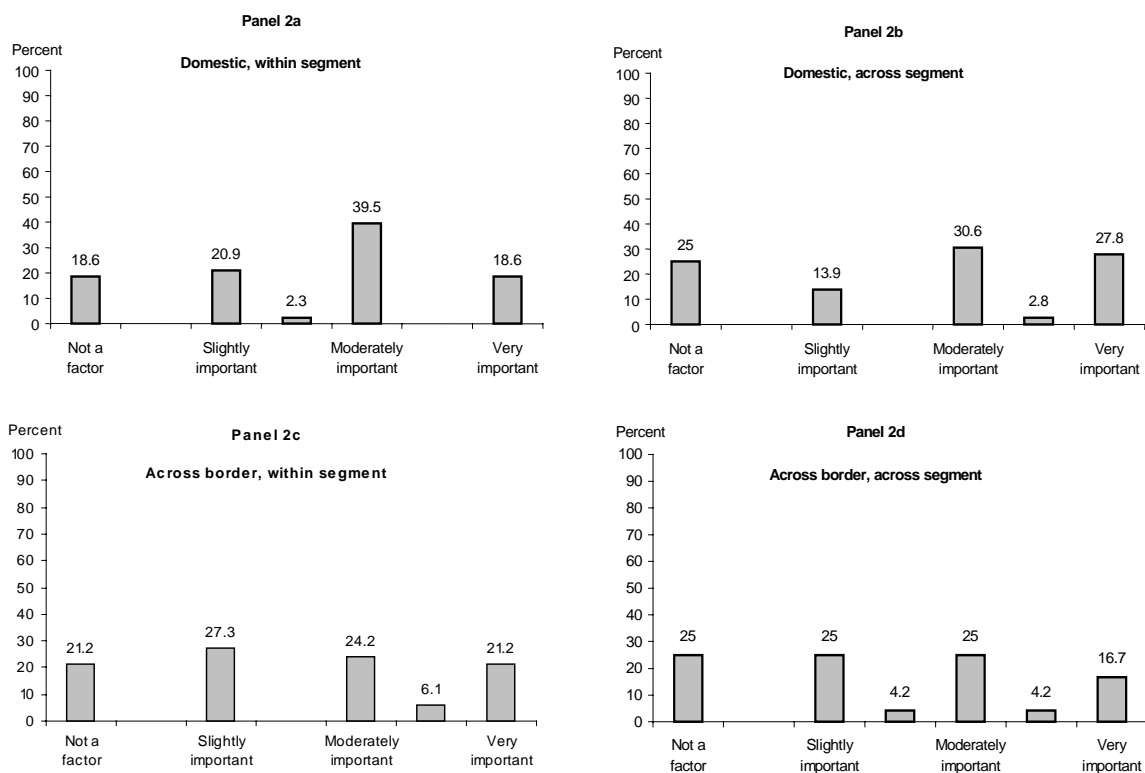 Panel 2a
Percent
Domestic, within segment
100
90
80
70
60
50
40
30
20
10
0
18.6
20.9
2.3
39.5
18.6
Not a
factor
Slightly
important
Moderately
important
Very
important
Panel 2b
Percent
Domestic, across segment
100
90
80
70
60
50
40
30
20
10
0
25
13.9
30.6
2.8
27.8
Not a
factor
Slightly
important
Moderately
important
Very
important
Percent
Panel 2c
Across border, within segment
100
90
80
70
60
50
40
30
20
10
0
21.2
27.3
24.2
6.1
21.2
Not a
factor
Slightly
important
Moderately
important
Very
important
Percent
Panel 2d
Across border, across segment
100
90
80
70
60
50
40
30
20
10
0
25
25
4.2
25
4.2
16.7
Not a
factor
Slightly
important
Moderately
important
Very
important